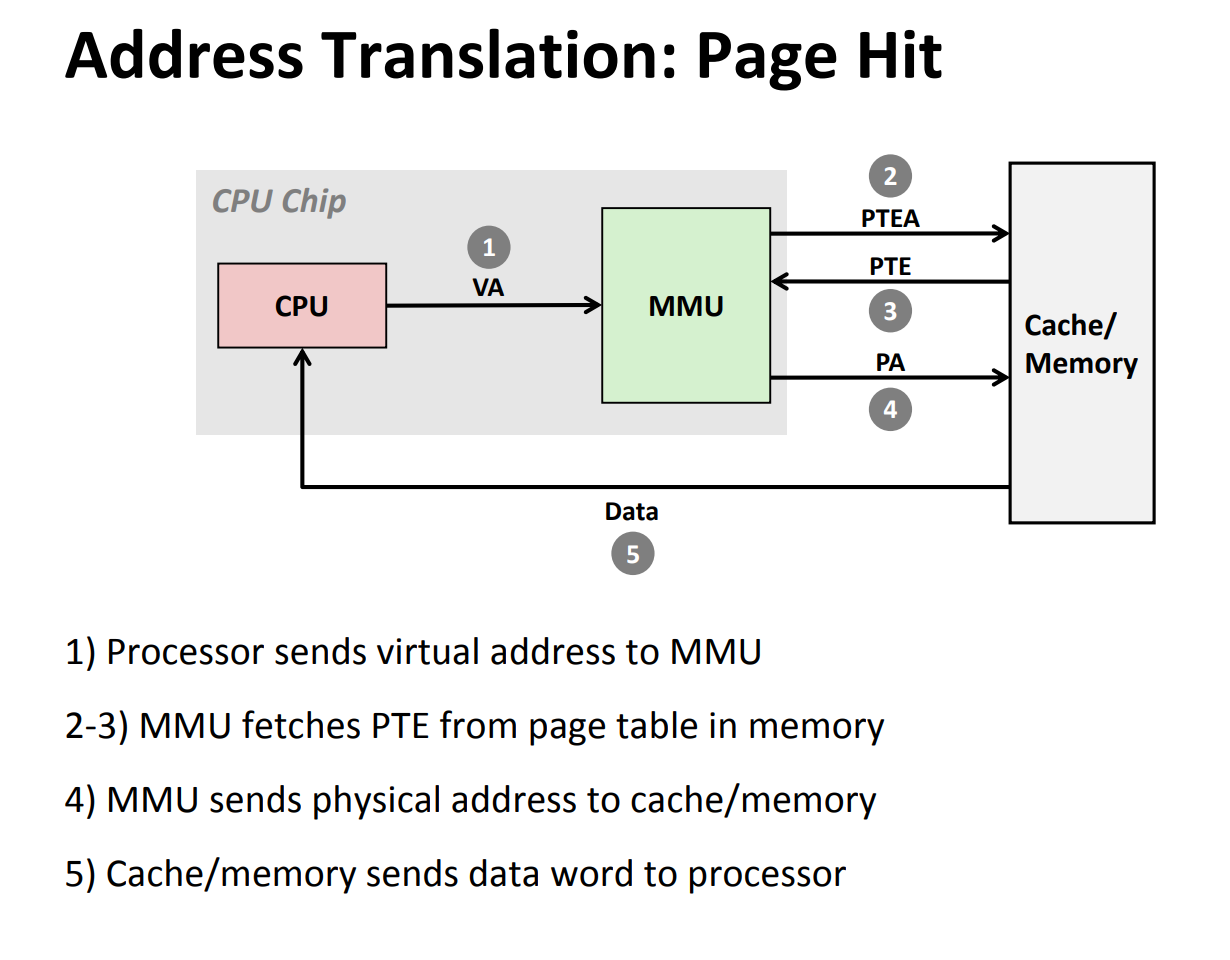 Address Translation: Page Hit
CPU Chip
2
PTEA
1
VA
CPU
MMU
PTE
3
Cache/
Memory
PA
4
Data
5
1) Processor sends virtual address to MMU
2-3) MMU fetches PTE from page table in memory
4) MMU sends physical address to cache/memory
5) Cache/memory sends data word to processor